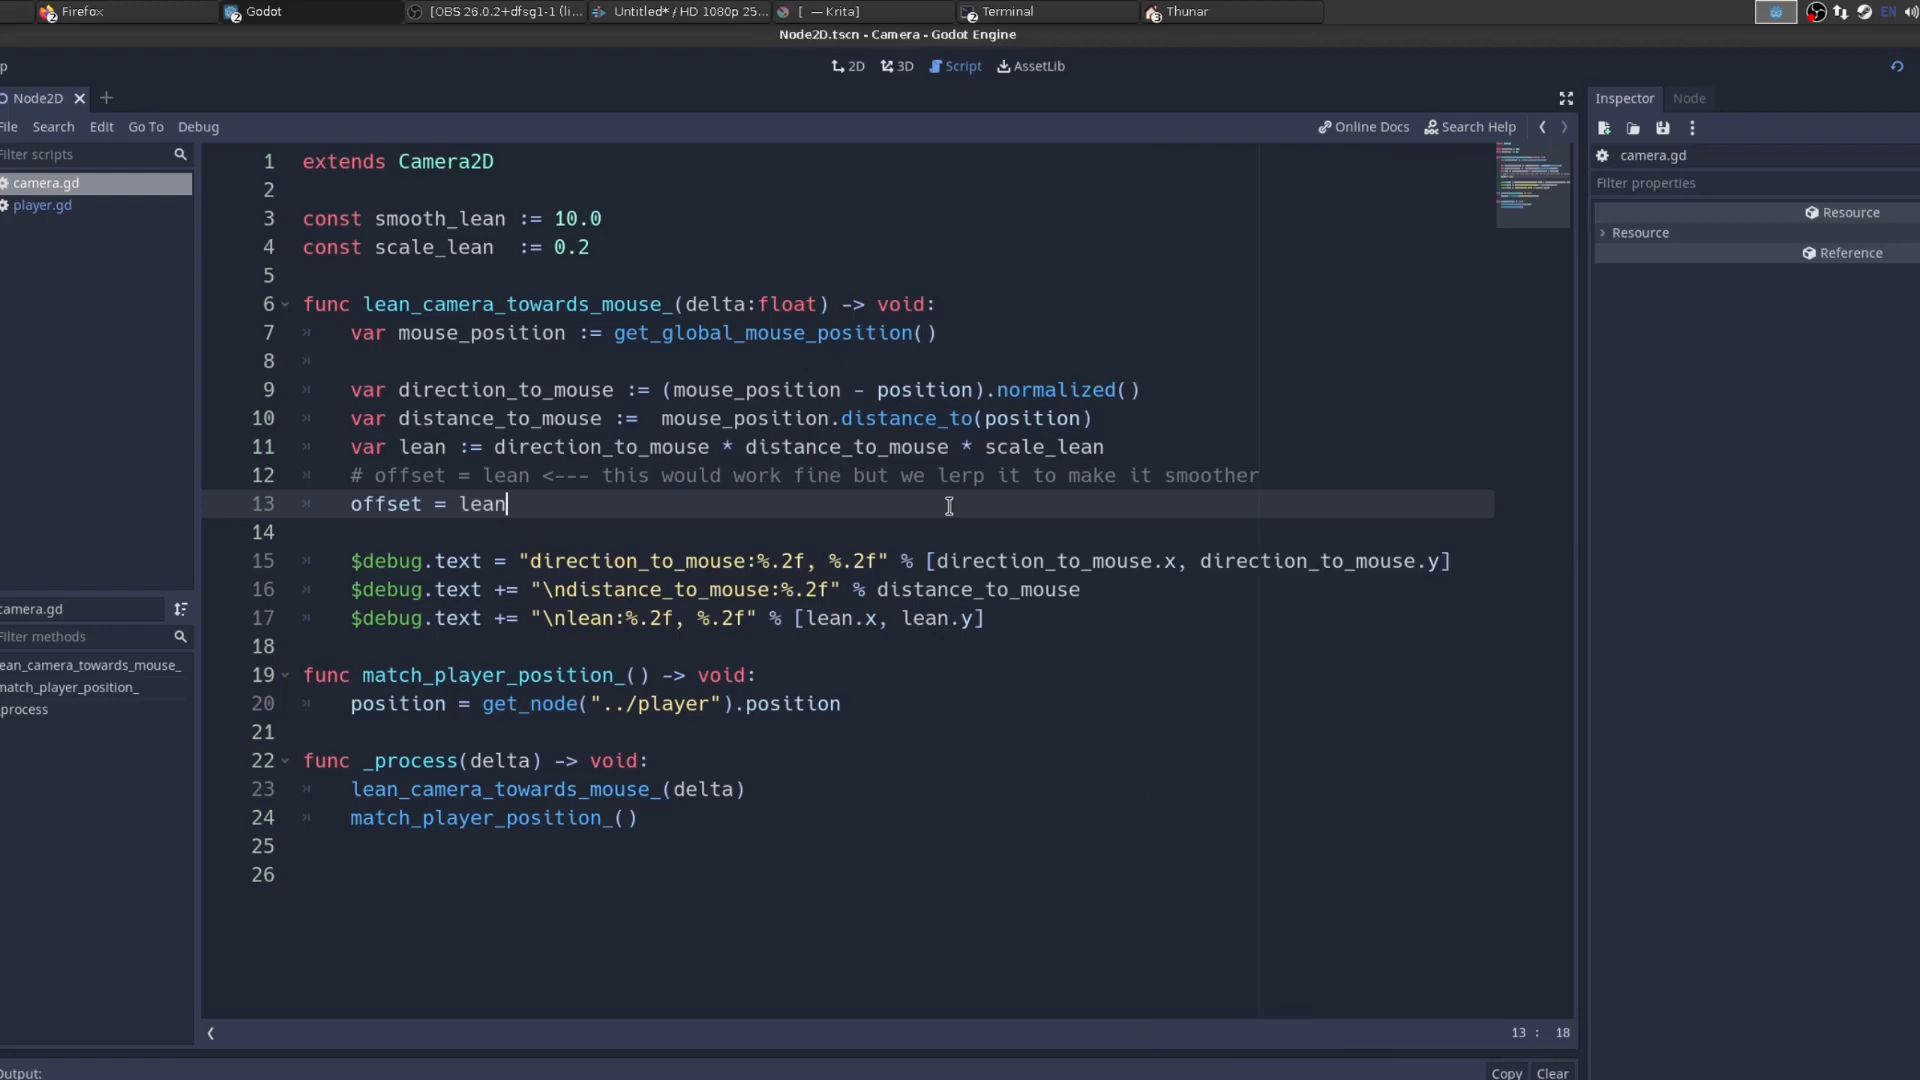 Firefox
Godot
[OBS 26.0.2+dfsg1-1 (li...
Untitled* / HD 1080p 25...
[ — Krita]
Terminal
Thunar
EN
Node2D.tscn - Camera - Godot Engine
p
2D
3D
Script
AssetLib
Node2D
Inspector
Node
File
Search
Edit
Go To
Debug
Online Docs
Search Help
Filter scripts
camera.gd
player.gd
camera.gd
Filter properties
Resource
Resource
Reference
1 extends Camera2D
2
3 const smooth_lean := 10.0
4 const scale_lean  := 0.2
5
6 func lean_camera_towards_mouse_(delta:float) -> void:
7 var mouse_position := get_global_mouse_position()
8
9 var direction_to_mouse := (mouse_position - position).normalized()
10 var distance_to_mouse :=  mouse_position.distance_to(position)
11 var lean := direction_to_mouse * distance_to_mouse * scale_lean
12 # offset = lean <--- this would work fine but we lerp it to make it smoother
13 offset = lean
14
15 $debug.text = "direction_to_mouse:%.2f, %.2f" % [direction_to_mouse.x, direction_to_mouse.y]
16 $debug.text += "\ndistance_to_mouse:%.2f" % distance_to_mouse
17 $debug.text += "\nlean:%.2f, %.2f" % [lean.x, lean.y]
18
19 func match_player_position_() -> void:
20 position = get_node("../player").position
21
22 func _process(delta) -> void:
23 lean_camera_towards_mouse_(delta)
24 match_player_position_()
25
26
camera.gd
Filter methods
ean_camera_towards_mouse_
match_player_position_
process
13 : 18
Output:
Copy
Clear